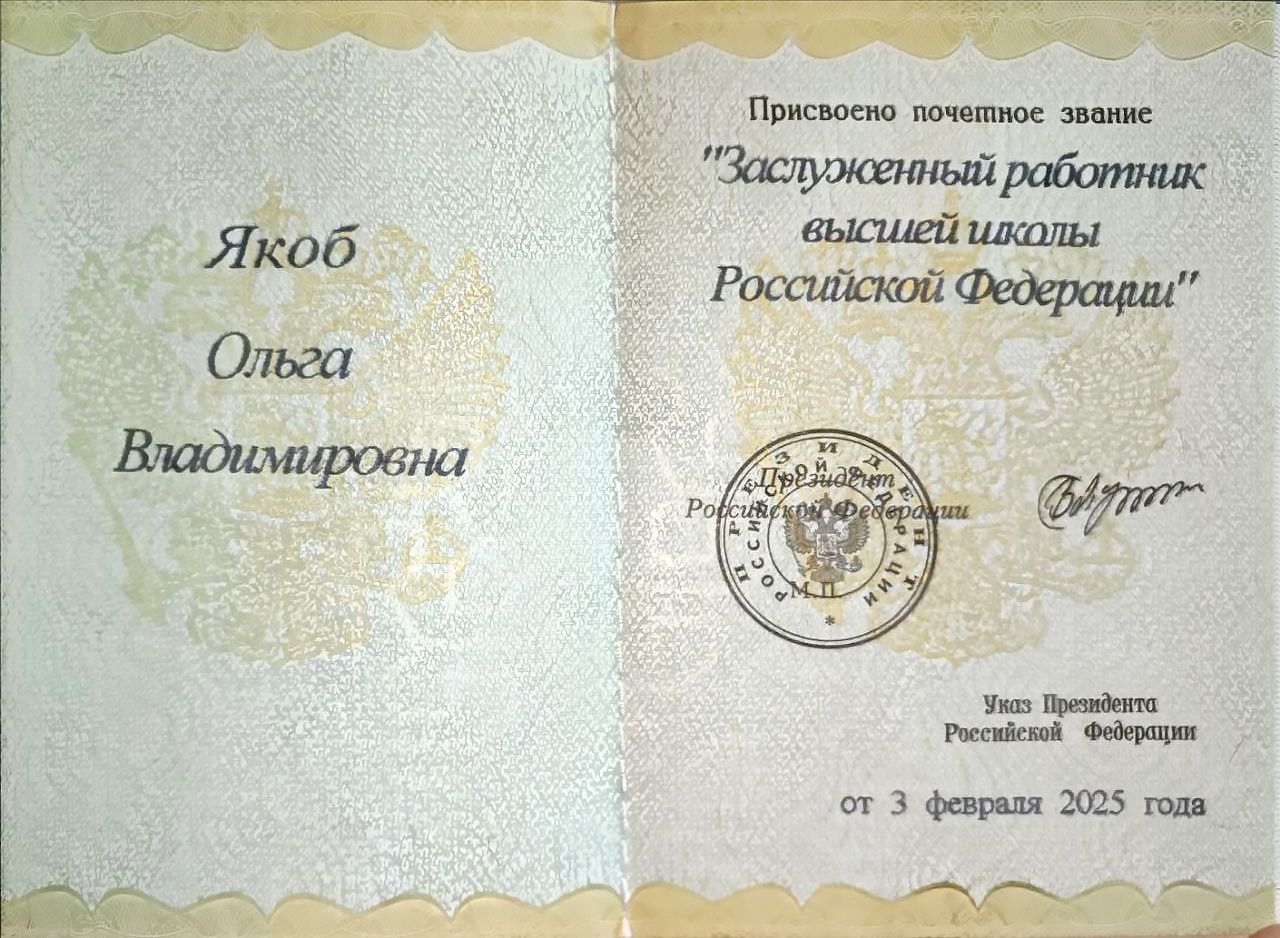 Якоб
Ольга
Владимировна
Присвоено почетное звание
"Заслуженный работник
высшей школы
Российской Федерации"
Президент
Российской Федерации
М.П.
ПРЕЗИДЕНТ
РОССИЙСКОЙ ФЕДЕРАЦИИ
*
Указ Президента
Российской Федерации
от 3 февраля 2025 года